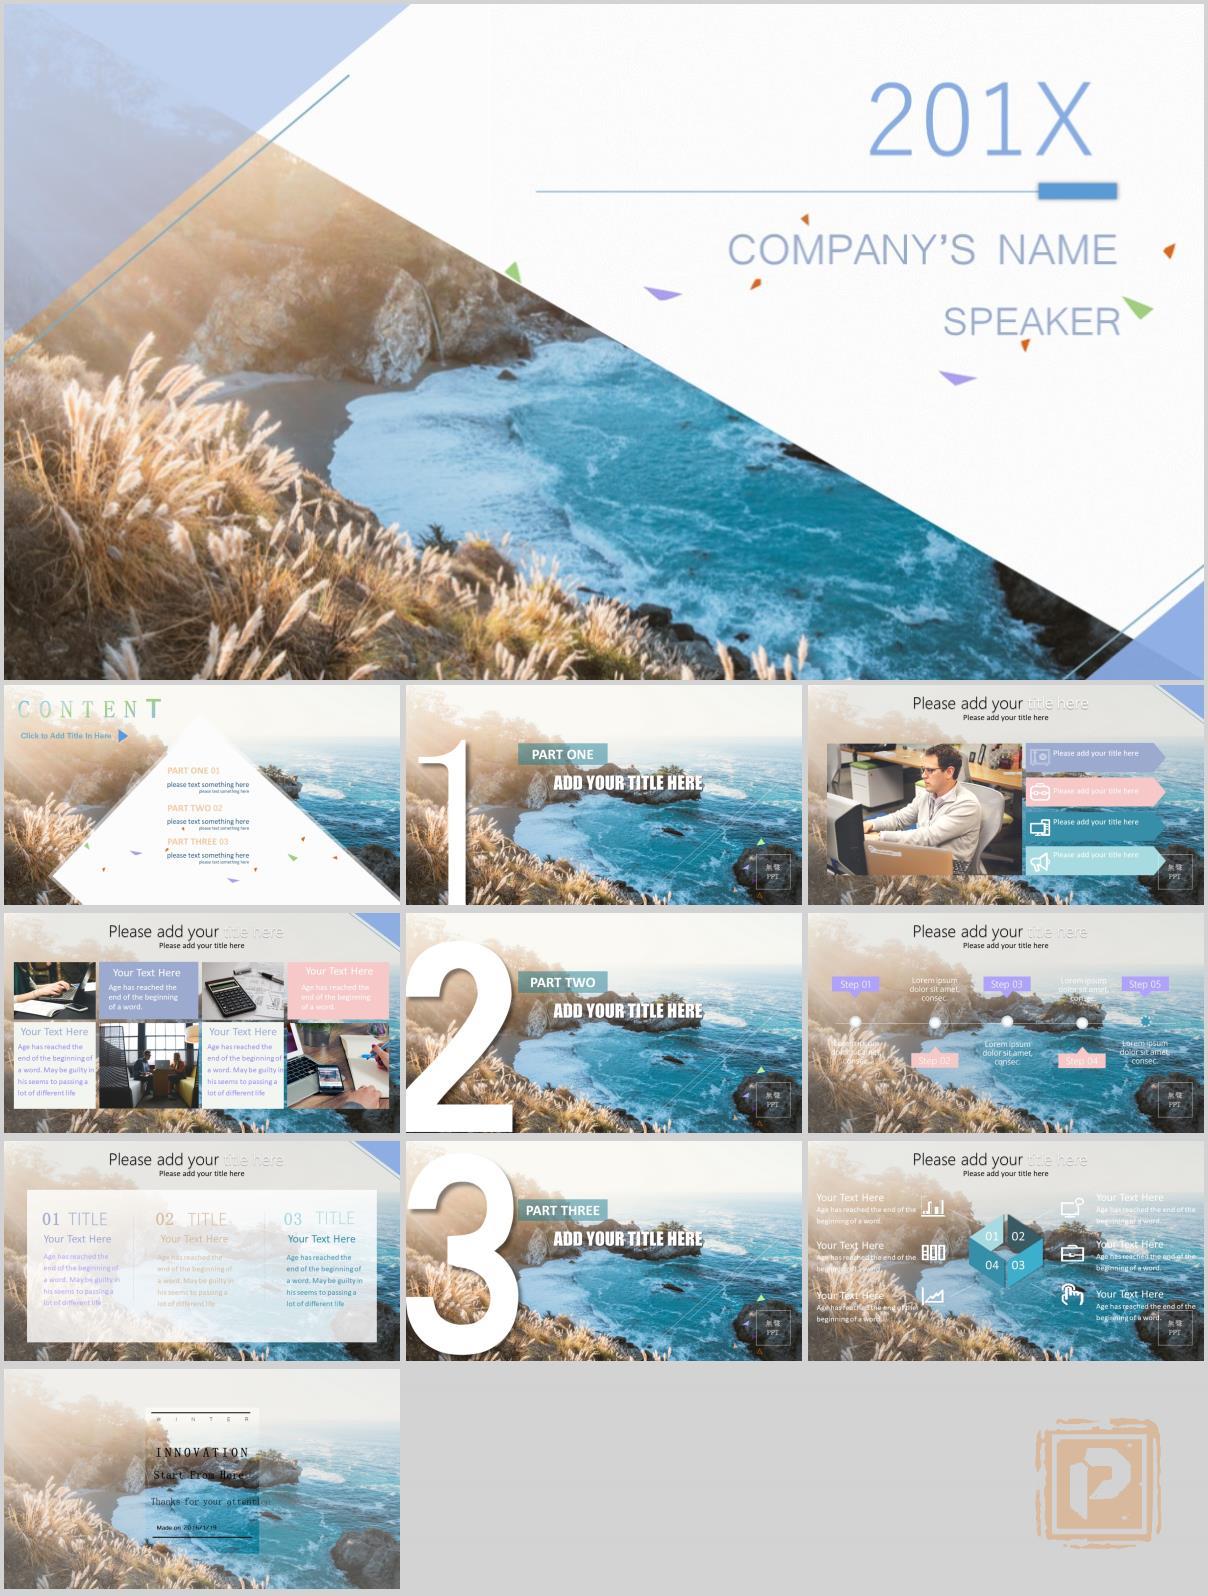 201X
COMPANY'S NAME
SPEAKER
CONTENT
Click to Add Title In Here
PART ONE 01
please text something here
please text something here
PART TWO 02
please text something here
please text something here
PART THREE 03
please text something here
please text something here
1
PART ONE
ADD YOUR TITLE HERE
PPT
Please add your title here
Please add your title here
Please add your title here
Please add your title here
Please add your title here
Please add your title here
PPT
Please add your title here
Please add your title here
Your Text Here
Age has reached the
end of the beginning
of a word.
Your Text Here
Age has reached the
end of the beginning
of a word.
Your Text Here
Age has reached the
end of the beginning of
a word. May be guilty in
his seems to passing a
lot of different life
Your Text Here
Age has reached the
end of the beginning of
a word. May be guilty in
his seems to passing a
lot of different life
2
PART TWO
ADD YOUR TITLE HERE
PPT
Please add your title here
Please add your title here
Step 01
Lorem ipsum
dolor sit amet,
consec.
Step 03
Lorem ipsum
dolor sit amet,
consec.
Step 05
Lorem ipsum
dolor sit amet,
consec.
Step 02
Lorem ipsum
dolor sit amet,
consec.
Step 04
Lorem ipsum
dolor sit amet,
consec.
PPT
Please add your title here
Please add your title here
01 TITLE
Your Text Here
Age has reached the
end of the beginning of
a word. May be guilty in
his seems to passing a
lot of different life
02 TITLE
Your Text Here
Age has reached the
end of the beginning of
a word. May be guilty in
his seems to passing a
lot of different life
03 TITLE
Your Text Here
Age has reached the
end of the beginning of
a word. May be guilty in
his seems to passing a
lot of different life
3
PART THREE
ADD YOUR TITLE HERE
PPT
Please add your title here
Please add your title here
Your Text Here
Age has reached the end of the
beginning of a word.
Your Text Here
Age has reached the end of the
beginning of a word.
Your Text Here
Age has reached the end of the
beginning of a word.
01
02
04
03
Your Text Here
Age has reached the end of the
beginning of a word.
Your Text Here
Age has reached the end of the
beginning of a word.
Your Text Here
Age has reached the end of the
beginning of a word.
PPT
WINTER
INNOVATION
Start From Here
Thanks for your attention
Made on 2016/1/19